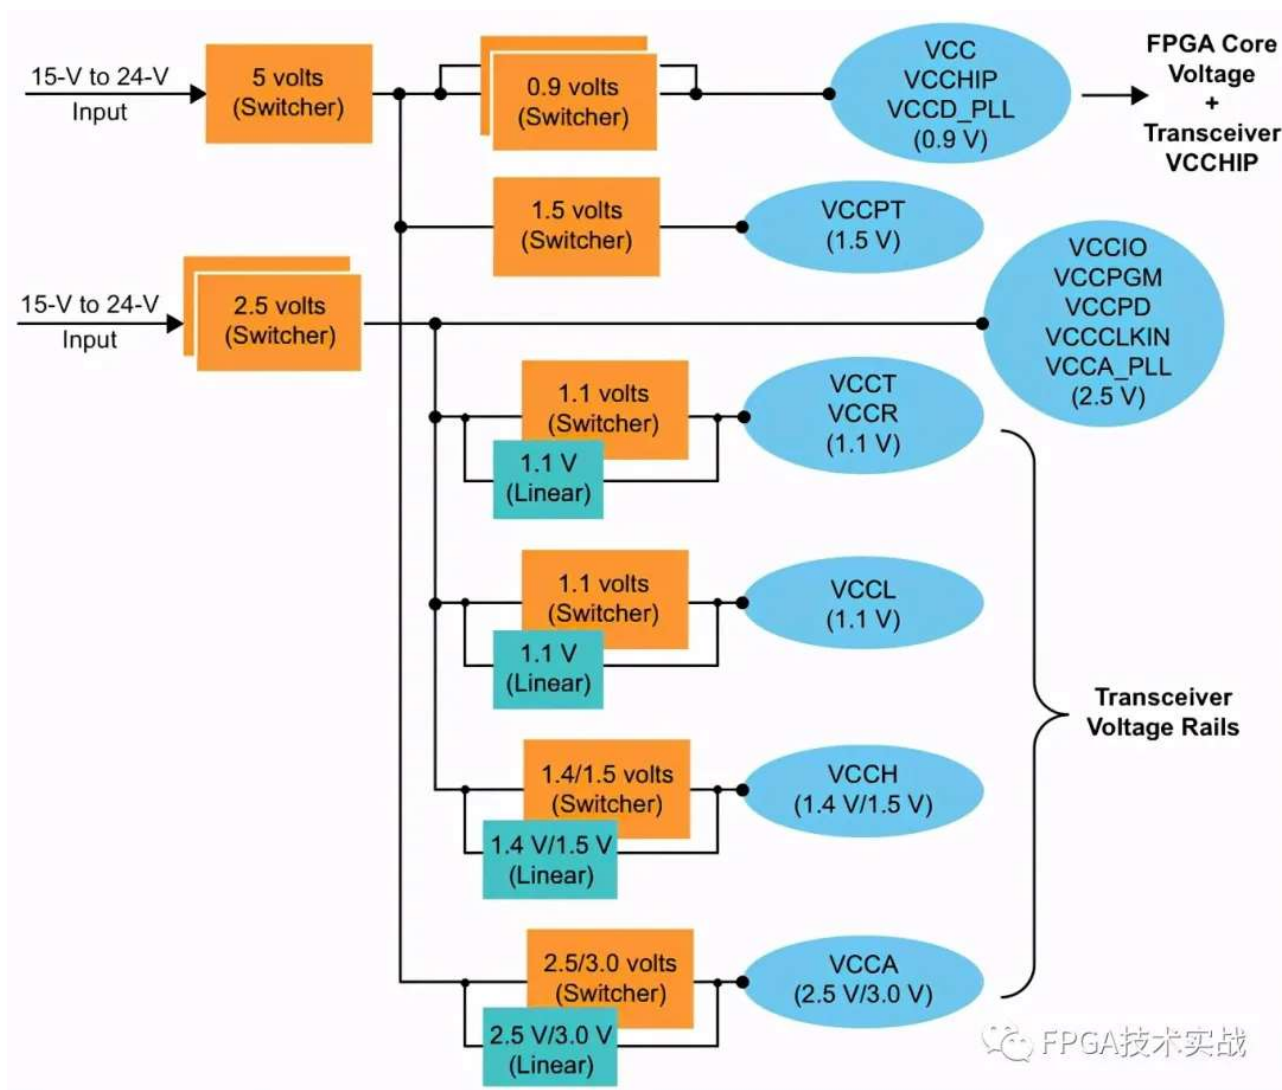 15-V to 24-V
Input
5 volts
(Switcher)
0.9 volts
(Switcher)
VCC
VCCHIP
VCCD_PLL
(0.9 V)
FPGA Core
Voltage
+
Transceiver
VCCHIP
1.5 volts
(Switcher)
VCCPT
(1.5 V)
15-V to 24-V
Input
2.5 volts
(Switcher)
VCCIO
VCCPGM
VCCPD
VCCCLKIN
VCCA_PLL
(2.5 V)
1.1 volts
(Switcher)
1.1 V
(Linear)
VCCT
VCCR
(1.1 V)
1.1 volts
(Switcher)
1.1 V
(Linear)
VCCL
(1.1 V)
Transceiver
Voltage Rails
1.4/1.5 volts
(Switcher)
1.4 V/1.5 V
(Linear)
VCCH
(1.4 V/1.5 V)
2.5/3.0 volts
(Switcher)
2.5 V/3.0 V
(Linear)
VCCA
(2.5 V/3.0 V)
FPGA技术实战